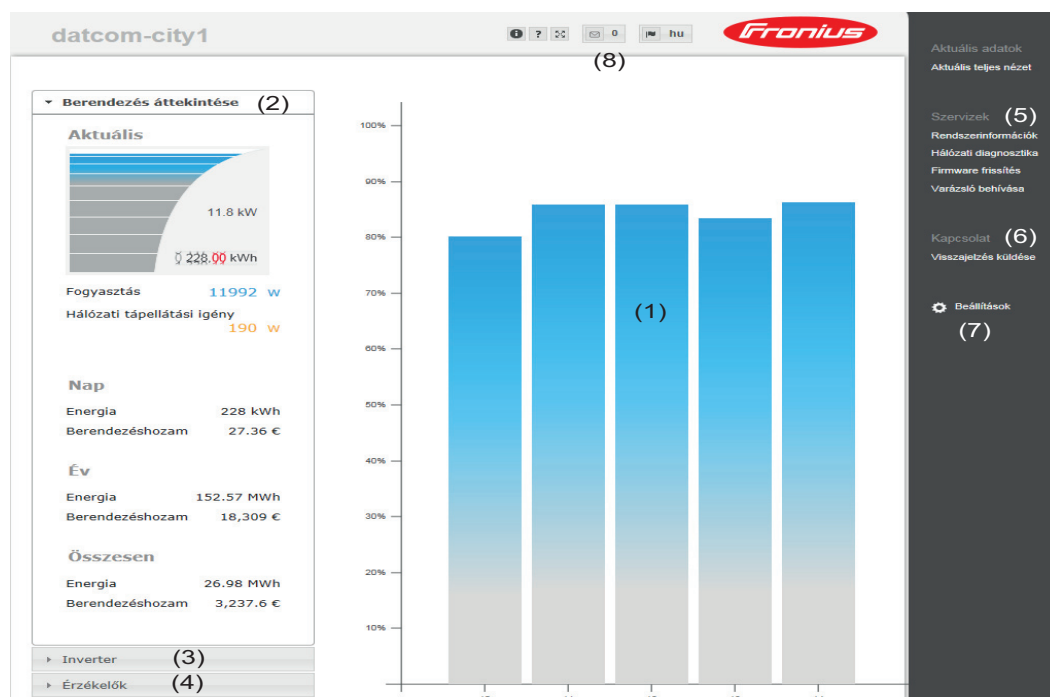 datcom-city1
? 0 hu
Fronius
(8)
Berendezés áttekintése (2)
Aktuális
11.8 kW
0 228.00 kWh
Fogyasztás 11992 w
Hálózati tápellátási igény
190 w
Nap
Energia 228 kWh
Berendezéshozam 27.36 €
Év
Energia 152.57 MWh
Berendezéshozam 18,309 €
Összesen
Energia 26.98 MWh
Berendezéshozam 3,237.6 €
Inverter (3)
Érzékelők (4)
100%
90%
80%
70%
60%
50%
40%
30%
20%
10%
(1)
Aktuális adatok
Aktuális teljes nézet
Szervizek (5)
Rendszerinformációk
Hálózati diagnosztika
Firmware frissítés
Varázsló behívása
Kapcsolat (6)
Visszajelzés küldése
Beállítások
(7)